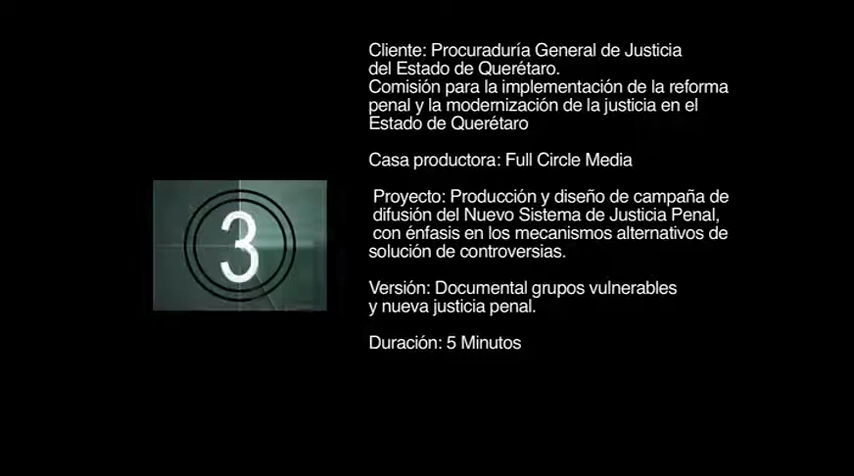 Cliente: Procuraduría General de Justicia
del Estado de Querétaro.
Comisión para la implementación de la reforma
penal y la modernización de la justicia en el
Estado de Querétaro
Casa productora: Full Circle Media
Proyecto: Producción y diseño de campaña de
difusión del Nuevo Sistema de Justicia Penal,
con énfasis en los mecanismos alternativos de
solución de controversias.
3
Versión: Documental grupos vulnerables
y nueva justicia penal.
Duración: 5 Minutos